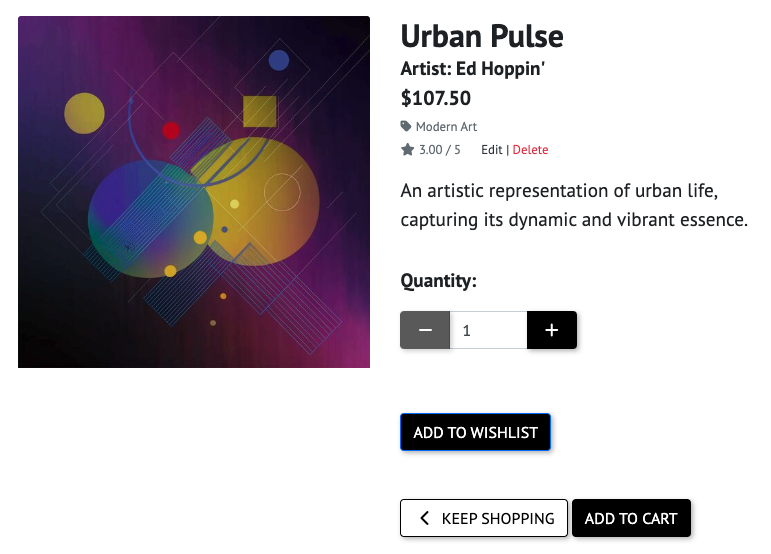 Urban Pulse
Artist: Ed Hoppin'
$107.50
Modern Art
3.00 / 5 Edit | Delete
An artistic representation of urban life,
capturing its dynamic and vibrant essence.
Quantity:
− 1 +
ADD TO WISHLIST
KEEP SHOPPING ADD TO CART